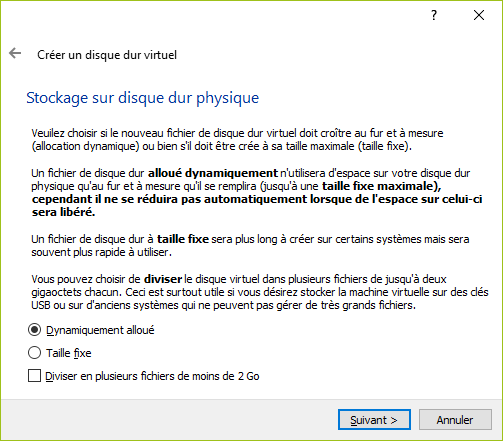 ?
Créer un disque dur virtuel
Stockage sur disque dur physique
Veuilez choisir si le nouveau fichier de disque dur virtuel doit croître au fur et à mesure
(allocation dynamique) ou bien s'il doit être crée à sa taille maximale (taille fixe).
Un fichier de disque dur alloué dynamiquement n'utilisera d'espace sur votre disque dur
physique qu'au fur et à mesure qu'il se remplira (jusqu'à une taille fixe maximale),
cependant il ne se réduira pas automatiquement lorsque de l'espace sur celui-ci
sera libéré.
Un fichier de disque dur à taille fixe sera plus long à créer sur certains systèmes mais sera
souvent plus rapide à utiliser.
Vous pouvez choisir de diviser le disque virtuel dans plusieurs fichiers de jusqu'à deux
gigaoctets chacun. Ceci est surtout utile si vous désirez stocker la machine virtuelle sur des clés
USB ou sur d'anciens systèmes qui ne peuvent pas gérer de très grands fichiers.
Dynamiquement alloué
Taille fixe
Diviser en plusieurs fichiers de moins de 2 Go
Suivant >
Annuler